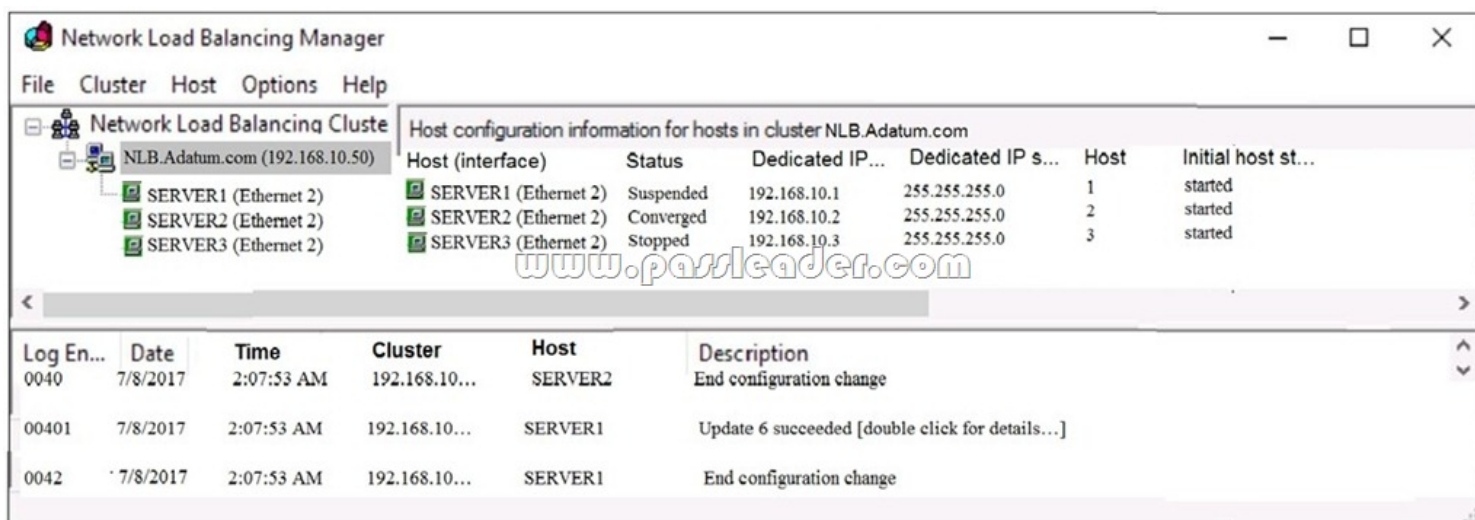 Network Load Balancing Manager
File Cluster Host Options Help
Network Load Balancing Cluste
NLB.Adatum.com (192.168.10.50)
SERVER1 (Ethernet 2)
SERVER2 (Ethernet 2)
SERVER3 (Ethernet 2)
Host configuration information for hosts in cluster NLB.Adatum.com
Host (interface) Status Dedicated IP... Dedicated IP s... Host Initial host st...
SERVER1 (Ethernet 2) Suspended 192.168.10.1 255.255.255.0 1 started
SERVER2 (Ethernet 2) Converged 192.168.10.2 255.255.255.0 2 started
SERVER3 (Ethernet 2) Stopped 192.168.10.3 255.255.255.0 3 started
www.passleader.com
Log En... Date Time Cluster Host Description
0040 7/8/2017 2:07:53 AM 192.168.10... SERVER2 End configuration change
00401 7/8/2017 2:07:53 AM 192.168.10... SERVER1 Update 6 succeeded [double click for details...]
0042 7/8/2017 2:07:53 AM 192.168.10... SERVER1 End configuration change